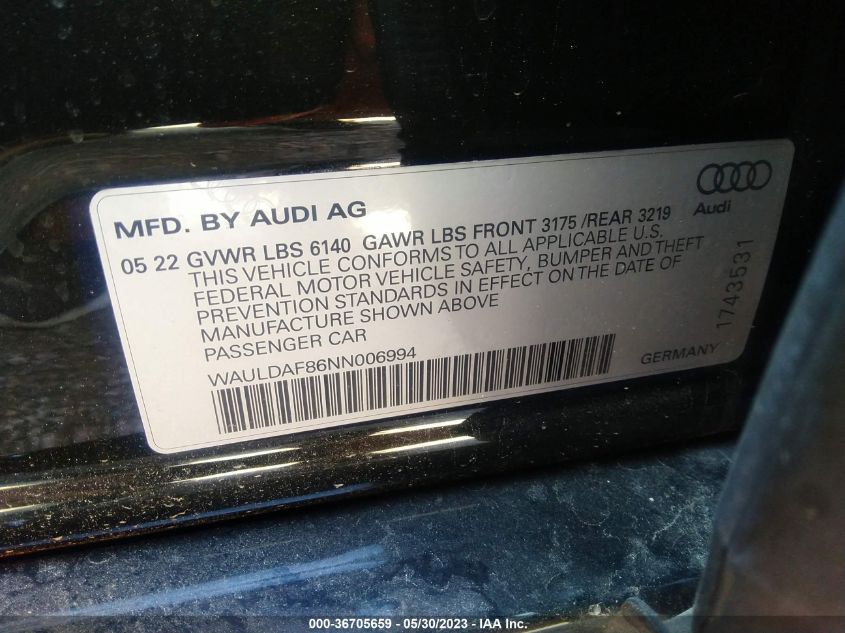 MFD. BY AUDI AG
Audi
05 22 GVWR LBS 6140 GAWR LBS FRONT 3175 /REAR 3219
THIS VEHICLE CONFORMS TO ALL APPLICABLE U.S.
FEDERAL MOTOR VEHICLE SAFETY, BUMPER AND THEFT
PREVENTION STANDARDS IN EFFECT ON THE DATE OF
MANUFACTURE SHOWN ABOVE
PASSENGER CAR
WAULDAF86NN006994
GERMANY
1743531
000-36705659 - 05/30/2023 - IAA Inc.